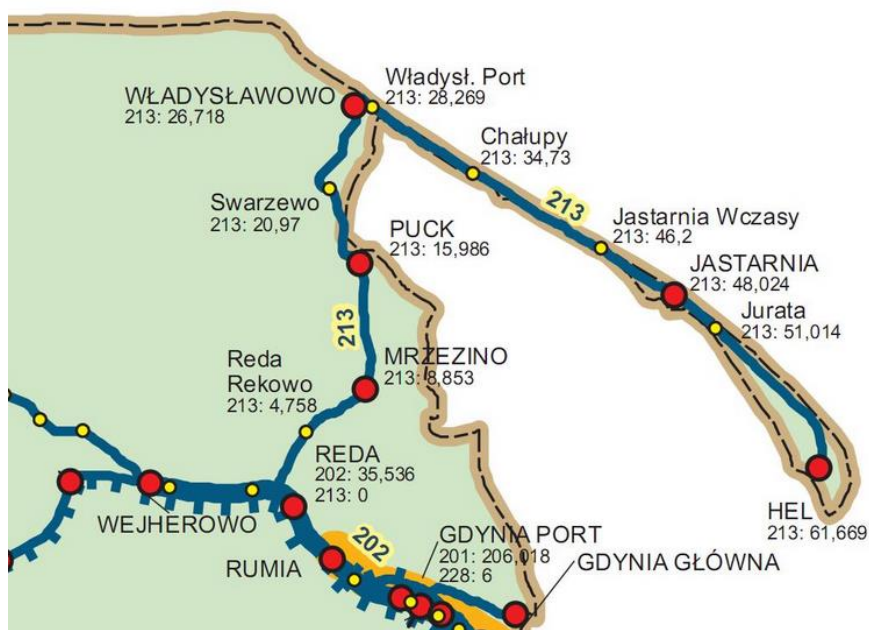 Władysł. Port
213: 28,269
WŁADYSŁAWOWO
213: 26,718
Chałupy
213: 34,73
213
Swarzewo
213: 20,97
Jastarnia Wczasy
213: 46,2
PUCK
213: 15,986
JASTARNIA
213: 48,024
Jurata
213: 51,014
213
Reda
Rekowo
213: 4,758
MRZEZINO
213: 8,853
REDA
202: 35,536
213: 0
HEL
213: 61,669
WEJHEROWO
202
GDYNIA PORT
201: 206,018
228: 6
RUMIA
GDYNIA GŁÓWNA